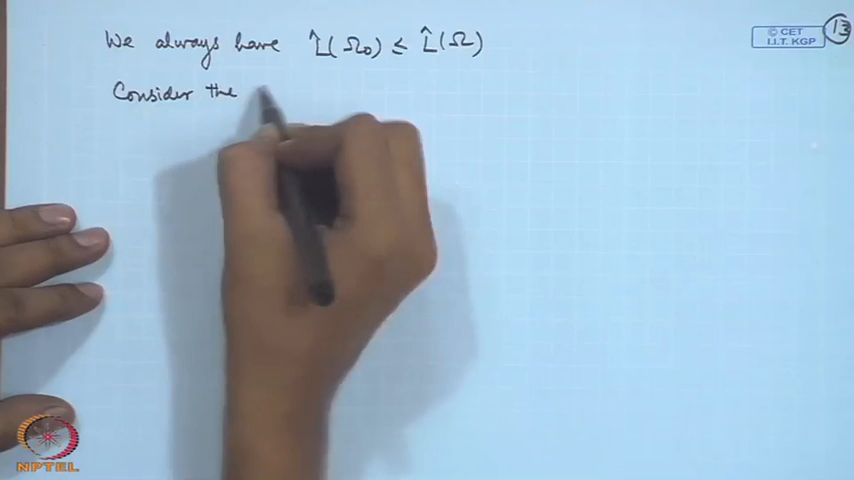 We always have L̂(Ω₀) ≤ L̂(Ω)
Consider the
© CET
I.I.T. KGP
13
NPTEL